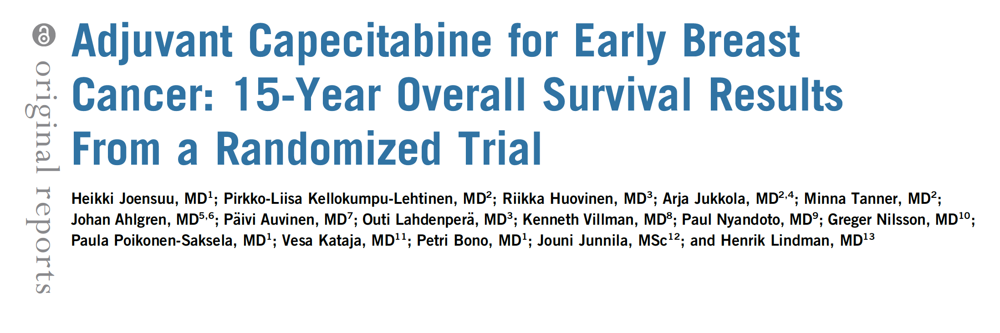 original reports
Adjuvant Capecitabine for Early Breast
Cancer: 15-Year Overall Survival Results
From a Randomized Trial
Heikki Joensuu, MD¹; Pirkko-Liisa Kellokumpu-Lehtinen, MD²; Riikka Huovinen, MD³; Arja Jukkola, MD²,⁴; Minna Tanner, MD²;
Johan Ahlgren, MD⁵,⁶; Päivi Auvinen, MD⁷; Outi Lahdenperä, MD³; Kenneth Villman, MD⁸; Paul Nyandoto, MD⁹; Greger Nilsson, MD¹⁰;
Paula Poikonen-Saksela, MD¹; Vesa Kataja, MD¹¹; Petri Bono, MD¹; Jouni Junnila, MSc¹²; and Henrik Lindman, MD¹³